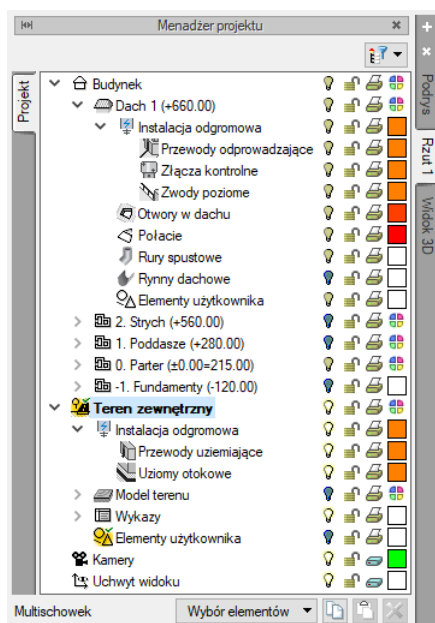 Menadżer projektu
Projekt
Budynek
Dach 1 (+660.00)
Instalacja odgromowa
Przewody odprowadzające
Złącza kontrolne
Zwody poziome
Otwory w dachu
Połacie
Rury spustowe
Rynny dachowe
Elementy użytkownika
2. Strych (+560.00)
1. Poddasze (+280.00)
0. Parter (±0.00=215.00)
-1. Fundamenty (-120.00)
Teren zewnętrzny
Instalacja odgromowa
Przewody uziemiające
Uziomy otokowe
Model terenu
Wykazy
Elementy użytkownika
Kamery
Uchwyt widoku
Multischowek
Wybór elementów
Podrys
Rzut 1
Widok 3D